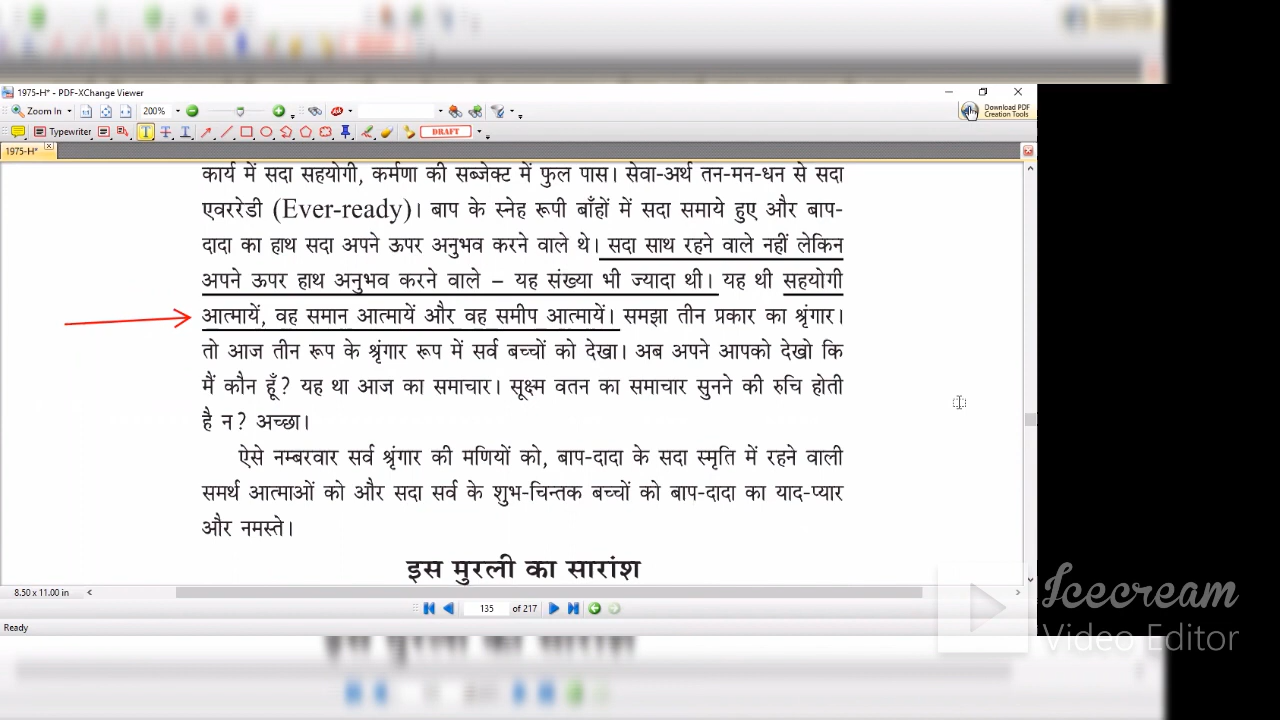 1975-H* - PDF-XChange Viewer
Zoom In 200%
Download PDF
Creation Tools
Typewriter DRAFT
1975-H*
कार्य में सदा सहयोगी, कर्मणा की सब्जेक्ट में फुल पास। सेवा-अर्थ तन-मन-धन से सदा
एवररेडी (Ever-ready)। बाप के स्नेह रूपी बाँहों में सदा समाये हुए और बाप-
दादा का हाथ सदा अपने ऊपर अनुभव करने वाले थे। सदा साथ रहने वाले नहीं लेकिन
अपने ऊपर हाथ अनुभव करने वाले – यह संख्या भी ज्यादा थी। यह थी सहयोगी
आत्मायें, वह समान आत्मायें और वह समीप आत्मायें। समझा तीन प्रकार का श्रृंगार।
तो आज तीन रूप के श्रृंगार रूप में सर्व बच्चों को देखा। अब अपने आपको देखो कि
मैं कौन हूँ? यह था आज का समाचार। सूक्ष्म वतन का समाचार सुनने की रुचि होती
है न? अच्छा।
ऐसे नम्बरवार सर्व श्रृंगार की मणियों को, बाप-दादा के सदा स्मृति में रहने वाली
समर्थ आत्माओं को और सदा सर्व के शुभ-चिन्तक बच्चों को बाप-दादा का याद-प्यार
और नमस्ते।
इस मुरली का सारांश
8.50 x 11.00 in
135 of 217
Ready
Icecream
Video Editor
इस मुरली का सारांश